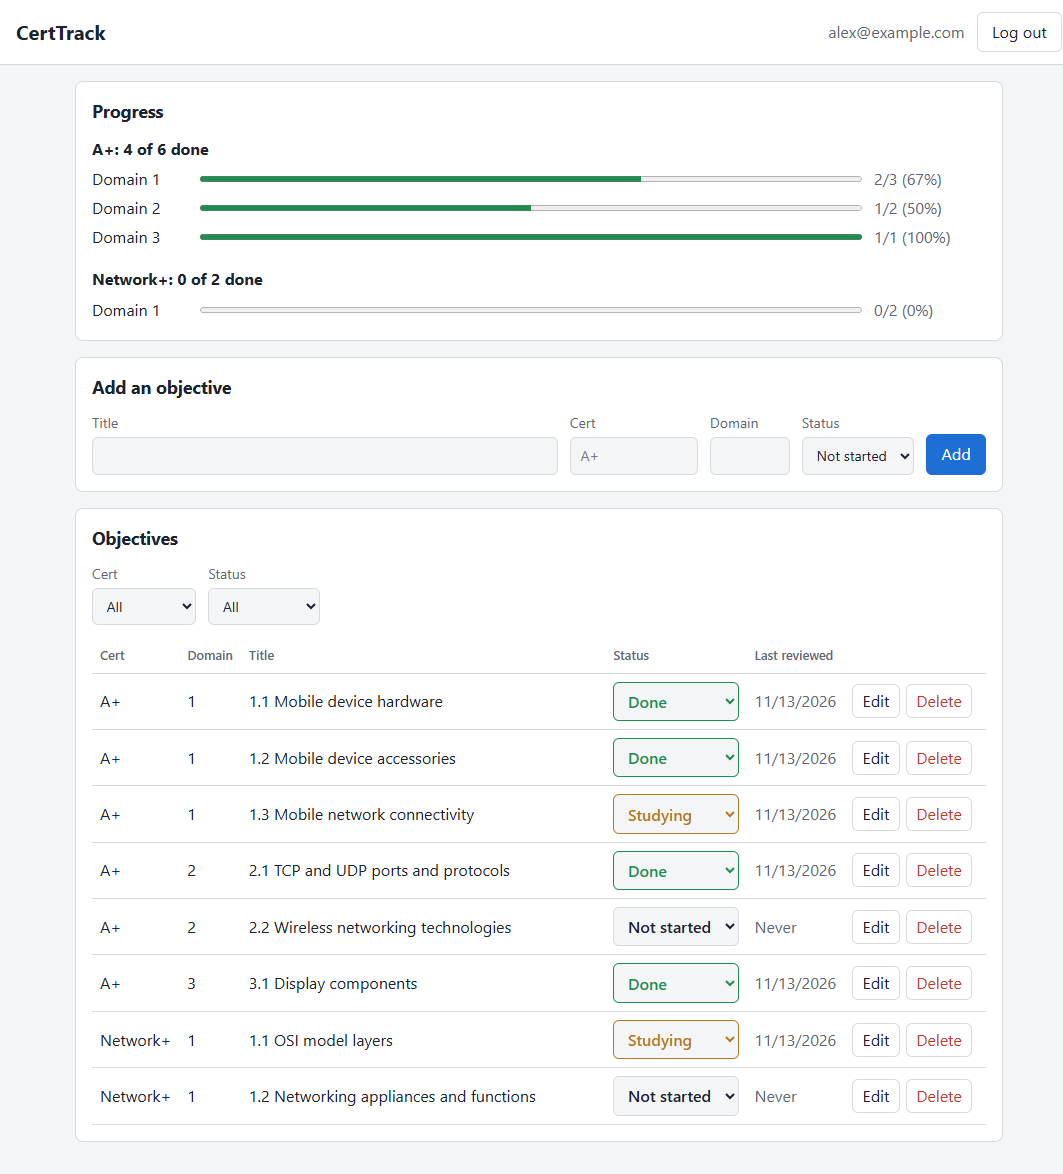 CertTrack alex@example.com Log out
Progress
A+: 4 of 6 done
Domain 1 2/3 (67%)
Domain 2 1/2 (50%)
Domain 3 1/1 (100%)
Network+: 0 of 2 done
Domain 1 0/2 (0%)
Add an objective
Title Cert Domain Status
A+ Not started Add
Objectives
Cert Status
All All
Cert Domain Title Status Last reviewed
A+ 1 1.1 Mobile device hardware Done 11/13/2026 Edit Delete
A+ 1 1.2 Mobile device accessories Done 11/13/2026 Edit Delete
A+ 1 1.3 Mobile network connectivity Studying 11/13/2026 Edit Delete
A+ 2 2.1 TCP and UDP ports and protocols Done 11/13/2026 Edit Delete
A+ 2 2.2 Wireless networking technologies Not started Never Edit Delete
A+ 3 3.1 Display components Done 11/13/2026 Edit Delete
Network+ 1 1.1 OSI model layers Studying 11/13/2026 Edit Delete
Network+ 1 1.2 Networking appliances and functions Not started Never Edit Delete